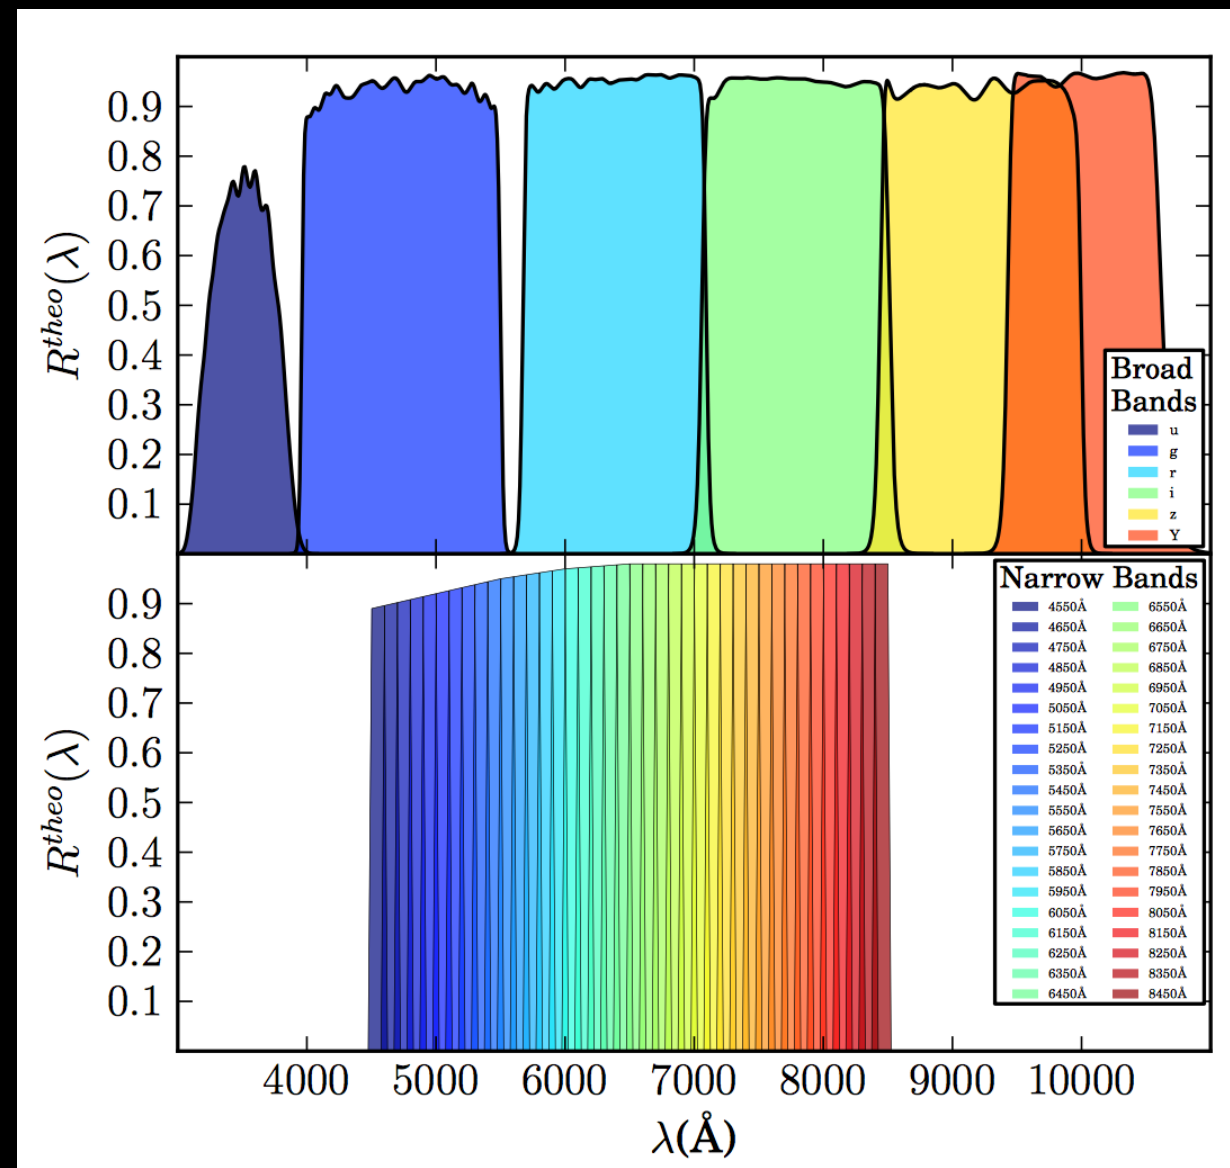 0.9
0.8
0.7
0.6
0.5
0.4
0.3
0.2
0.1
R^{theo}(λ)
Broad
Bands
u
g
r
i
z
Y
0.9
0.8
0.7
0.6
0.5
0.4
0.3
0.2
0.1
R^{theo}(λ)
Narrow Bands
4550Å 6550Å
4650Å 6650Å
4750Å 6750Å
4850Å 6850Å
4950Å 6950Å
5050Å 7050Å
5150Å 7150Å
5250Å 7250Å
5350Å 7350Å
5450Å 7450Å
5550Å 7550Å
5650Å 7650Å
5750Å 7750Å
5850Å 7850Å
5950Å 7950Å
6050Å 8050Å
6150Å 8150Å
6250Å 8250Å
6350Å 8350Å
6450Å 8450Å
4000 5000 6000 7000 8000 9000 10000
λ(Å)